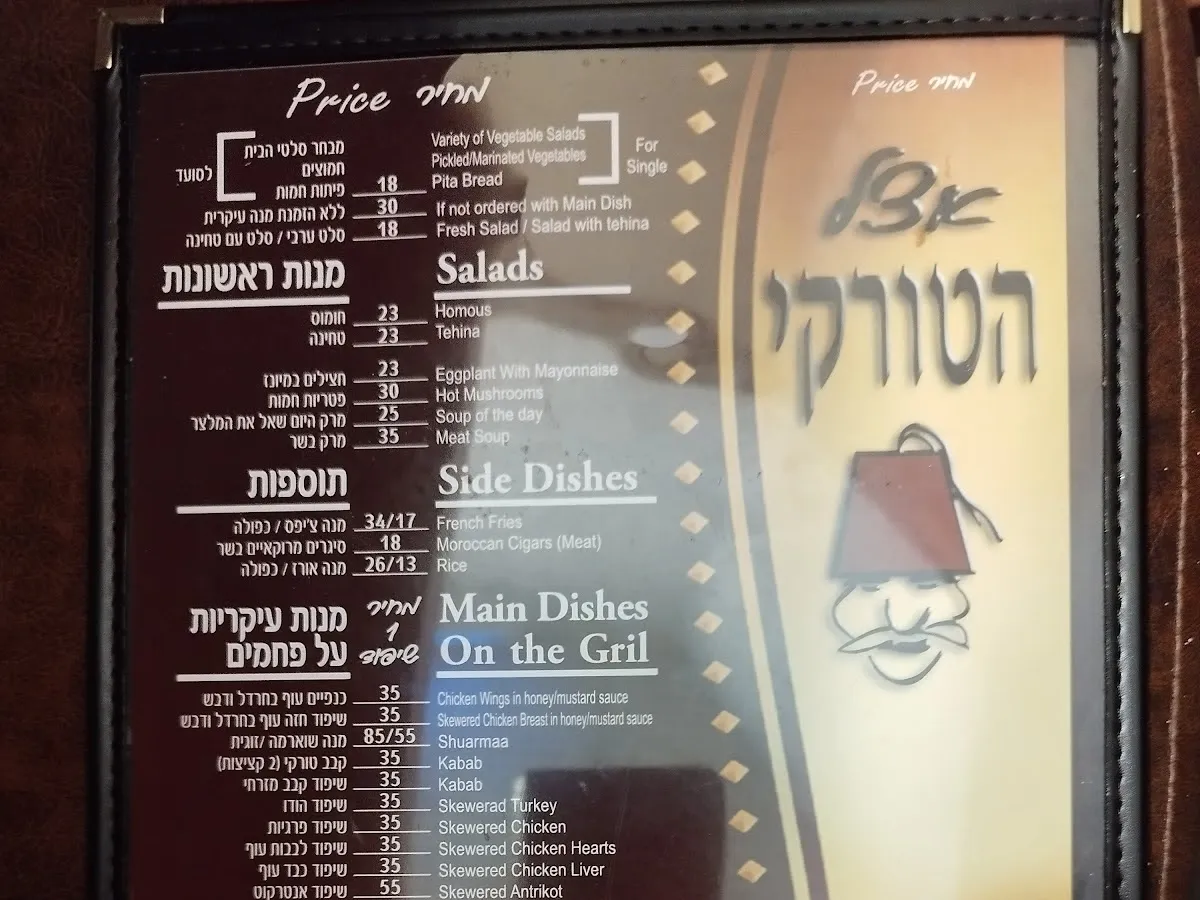 Price מחיר
מבחר סלטי הבית Variety of Vegetable Salads
חמוצים Pickled/Marinated Vegetables
לסועד For Single
פיתות חמות 18 Pita Bread
ללא הזמנת מנה עיקרית 30 If not ordered with Main Dish
סלט ערבי / סלט עם טחינה 18 Fresh Salad / Salad with tehina
מנות ראשונות Salads
חומוס 23 Homous
טחינה 23 Tehina
חצילים במיונז 23 Eggplant With Mayonnaise
פטריות חמות 30 Hot Mushrooms
מרק היום שאל את המלצר 25 Soup of the day
מרק בשר 35 Meat Soup
תוספות Side Dishes
מנה צ'יפס / כפולה 34/17 French Fries
סיגרים מרוקאיים בשר 18 Moroccan Cigars (Meat)
מנה אורז / כפולה 26/13 Rice
מנות עיקריות מחיר Main Dishes
על פחמים 1 שיפוד On the Gril
כנפיים עוף בחרדל ודבש 35 Chicken Wings in honey/mustard sauce
שיפוד חזה עוף בחרדל ודבש 35 Skewered Chicken Breast in honey/mustard sauce
מנה שוארמה /זוגית 85/55 Shuarmaa
קבב טורקי (2 קציצות) 35 Kabab
שיפוד קבב מזרחי 35 Kabab
שיפוד הודו 35 Skewerad Turkey
שיפוד פרגיות 35 Skewered Chicken
שיפוד לבבות עוף 35 Skewered Chicken Hearts
שיפוד כבד עוף 35 Skewered Chicken Liver
שיפוד אנטרקוט 55 Skewered Antrikot
Price מחיר
אצל
הטורקי